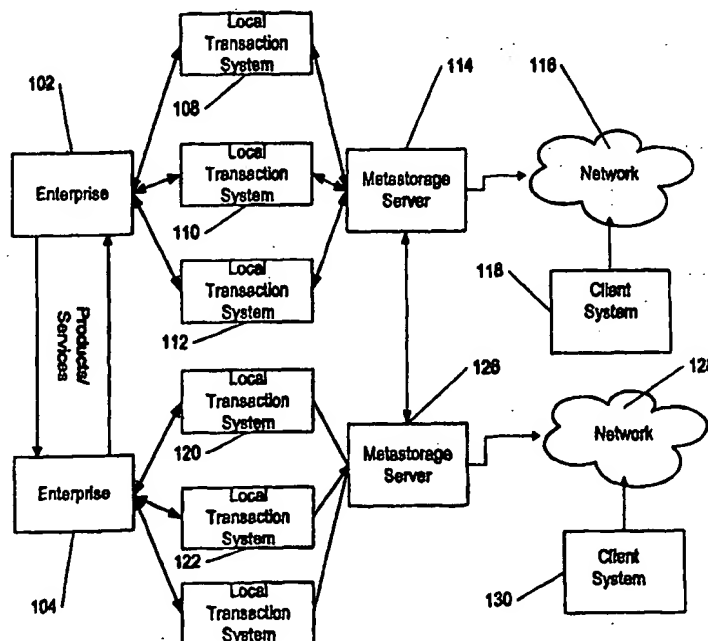 Local
Transaction
System
108
102
114
116
Enterprise
Local
Transaction
System
110
Metastorage
Server
Network
Local
Transaction
System
112
118
Client
System
Products/
Services
126
128
Local
Transaction
System
120
Enterprise
Metastorage
Server
Network
Local
Transaction
System
122
104
Local
Transaction
System
130
Client
System